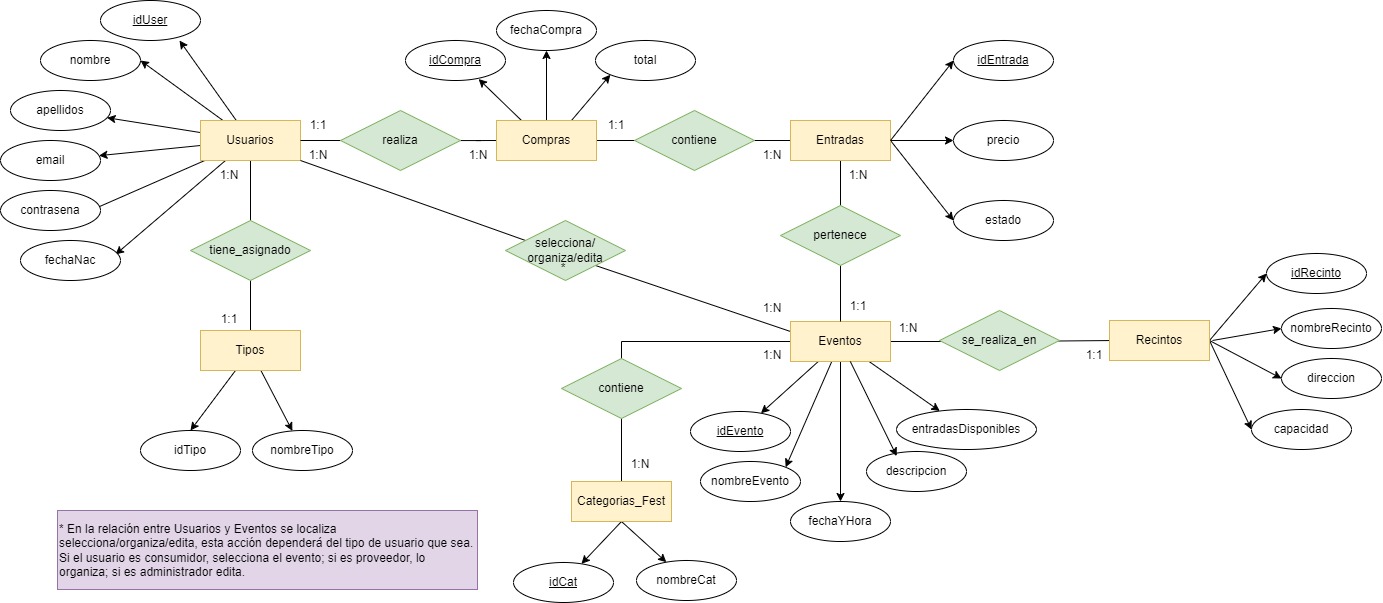 idUser
nombre
apellidos
email
contrasena
fechaNac
Usuarios
1:1
1:N
1:N
realiza
1:N
idCompra
fechaCompra
total
Compras
1:1
contiene
1:N
Entradas
idEntrada
precio
estado
1:N
pertenece
1:1
tiene_asignado
1:1
Tipos
idTipo
nombreTipo
selecciona/
organiza/edita
*
1:N
Eventos
1:N
1:N
se_realiza_en
1:1
Recintos
idRecinto
nombreRecinto
direccion
capacidad
contiene
1:N
Categorias_Fest
idCat
nombreCat
idEvento
nombreEvento
fechaYHora
descripcion
entradasDisponibles
* En la relación entre Usuarios y Eventos se localiza
selecciona/organiza/edita, esta acción dependerá del tipo de usuario que sea.
Si el usuario es consumidor, selecciona el evento; si es proveedor, lo
organiza; si es administrador edita.